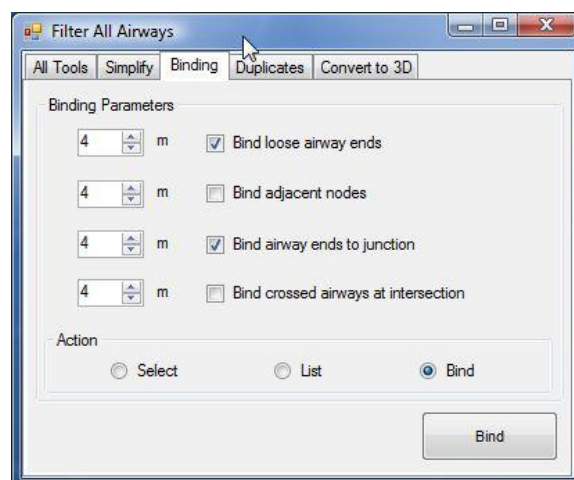 Filter All Airways
All Tools Simplify Binding Duplicates Convert to 3D
Binding Parameters
4 m Bind loose airway ends
4 m Bind adjacent nodes
4 m Bind airway ends to junction
4 m Bind crossed airways at intersection
Action
Select List Bind
Bind